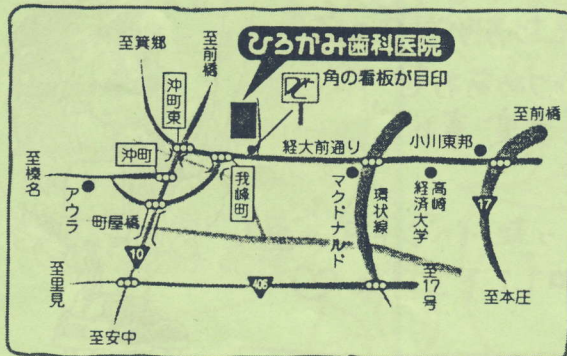 ひろかみ歯科医院
角の看板が目印
至箕郷
至前橋
沖町東
沖町
至榛名
アウラ
町屋橋
我峰町
経大前通り
小川東邦
至前橋
マクドナルド
環状線
高崎経済大学
17
10
406
至里見
至17号
至本庄
至安中